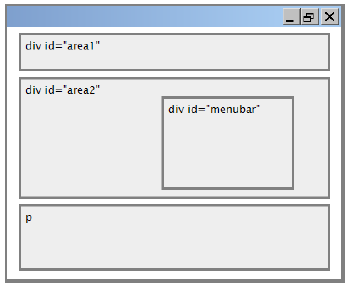 div id="area1"
div id="area2"
div id="menubar"
p